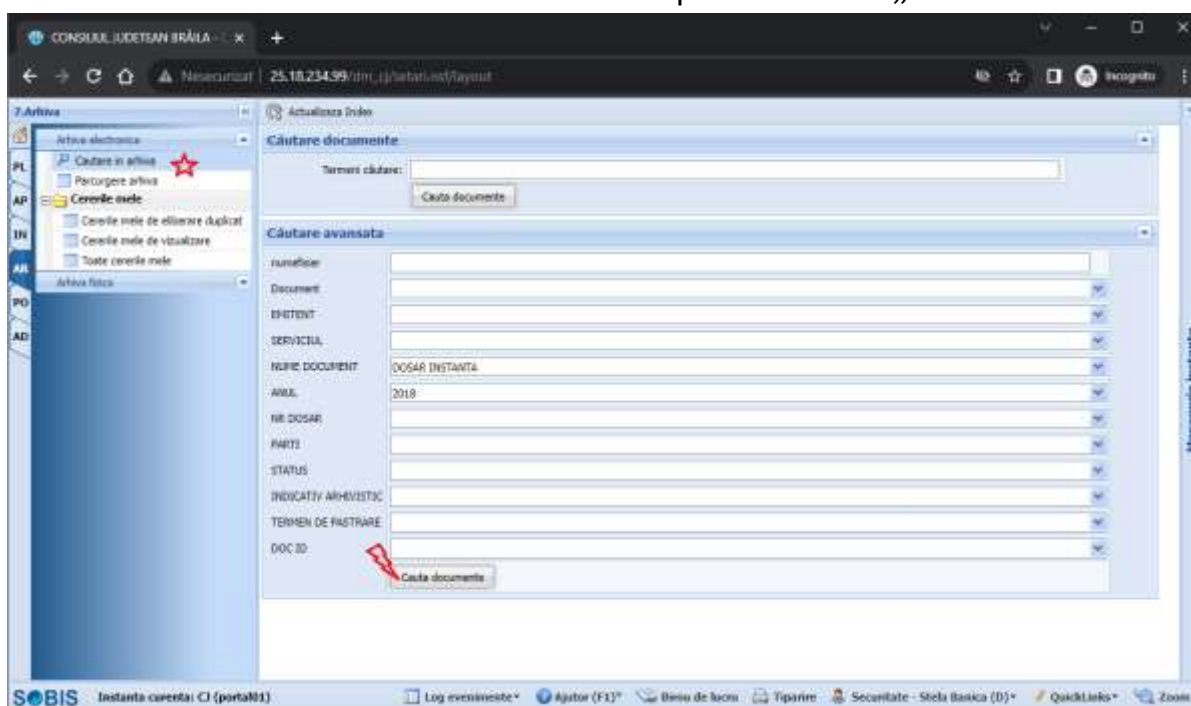 „
CONSILIUL JUDETEAN BRĂILA -
Nesecurizat 25.18.234.99/dm_cj/setari.nsf/layout
Incognito
7.Arhiva
Actualizeaza Index
Arhiva electronica
Cautare in arhiva
Parcurgere arhiva
Cererile mele
Cererile mele de eliberare duplicat
Cererile mele de vizualizare
Toate cererile mele
Arhiva fizica
PL
AP
IN
AR
PO
AD
Căutare documente
Termeni căutare:
Cauta documente
Căutare avansata
numefisier
Document
EMITENT
SERVICIUL
NUME DOCUMENT DOSAR INSTANTA
ANUL 2018
NR DOSAR
PARTI
STATUS
INDICATIV ARHIVISTIC
TERMEN DE PASTRARE
DOC ID
Cauta documente
SOBIS Instanta curenta: CJ (portal01) Log evenimente Ajutor (F1) Birou de lucru Tiparire Securitate - Stela Banica (D) QuickLinks Zoom